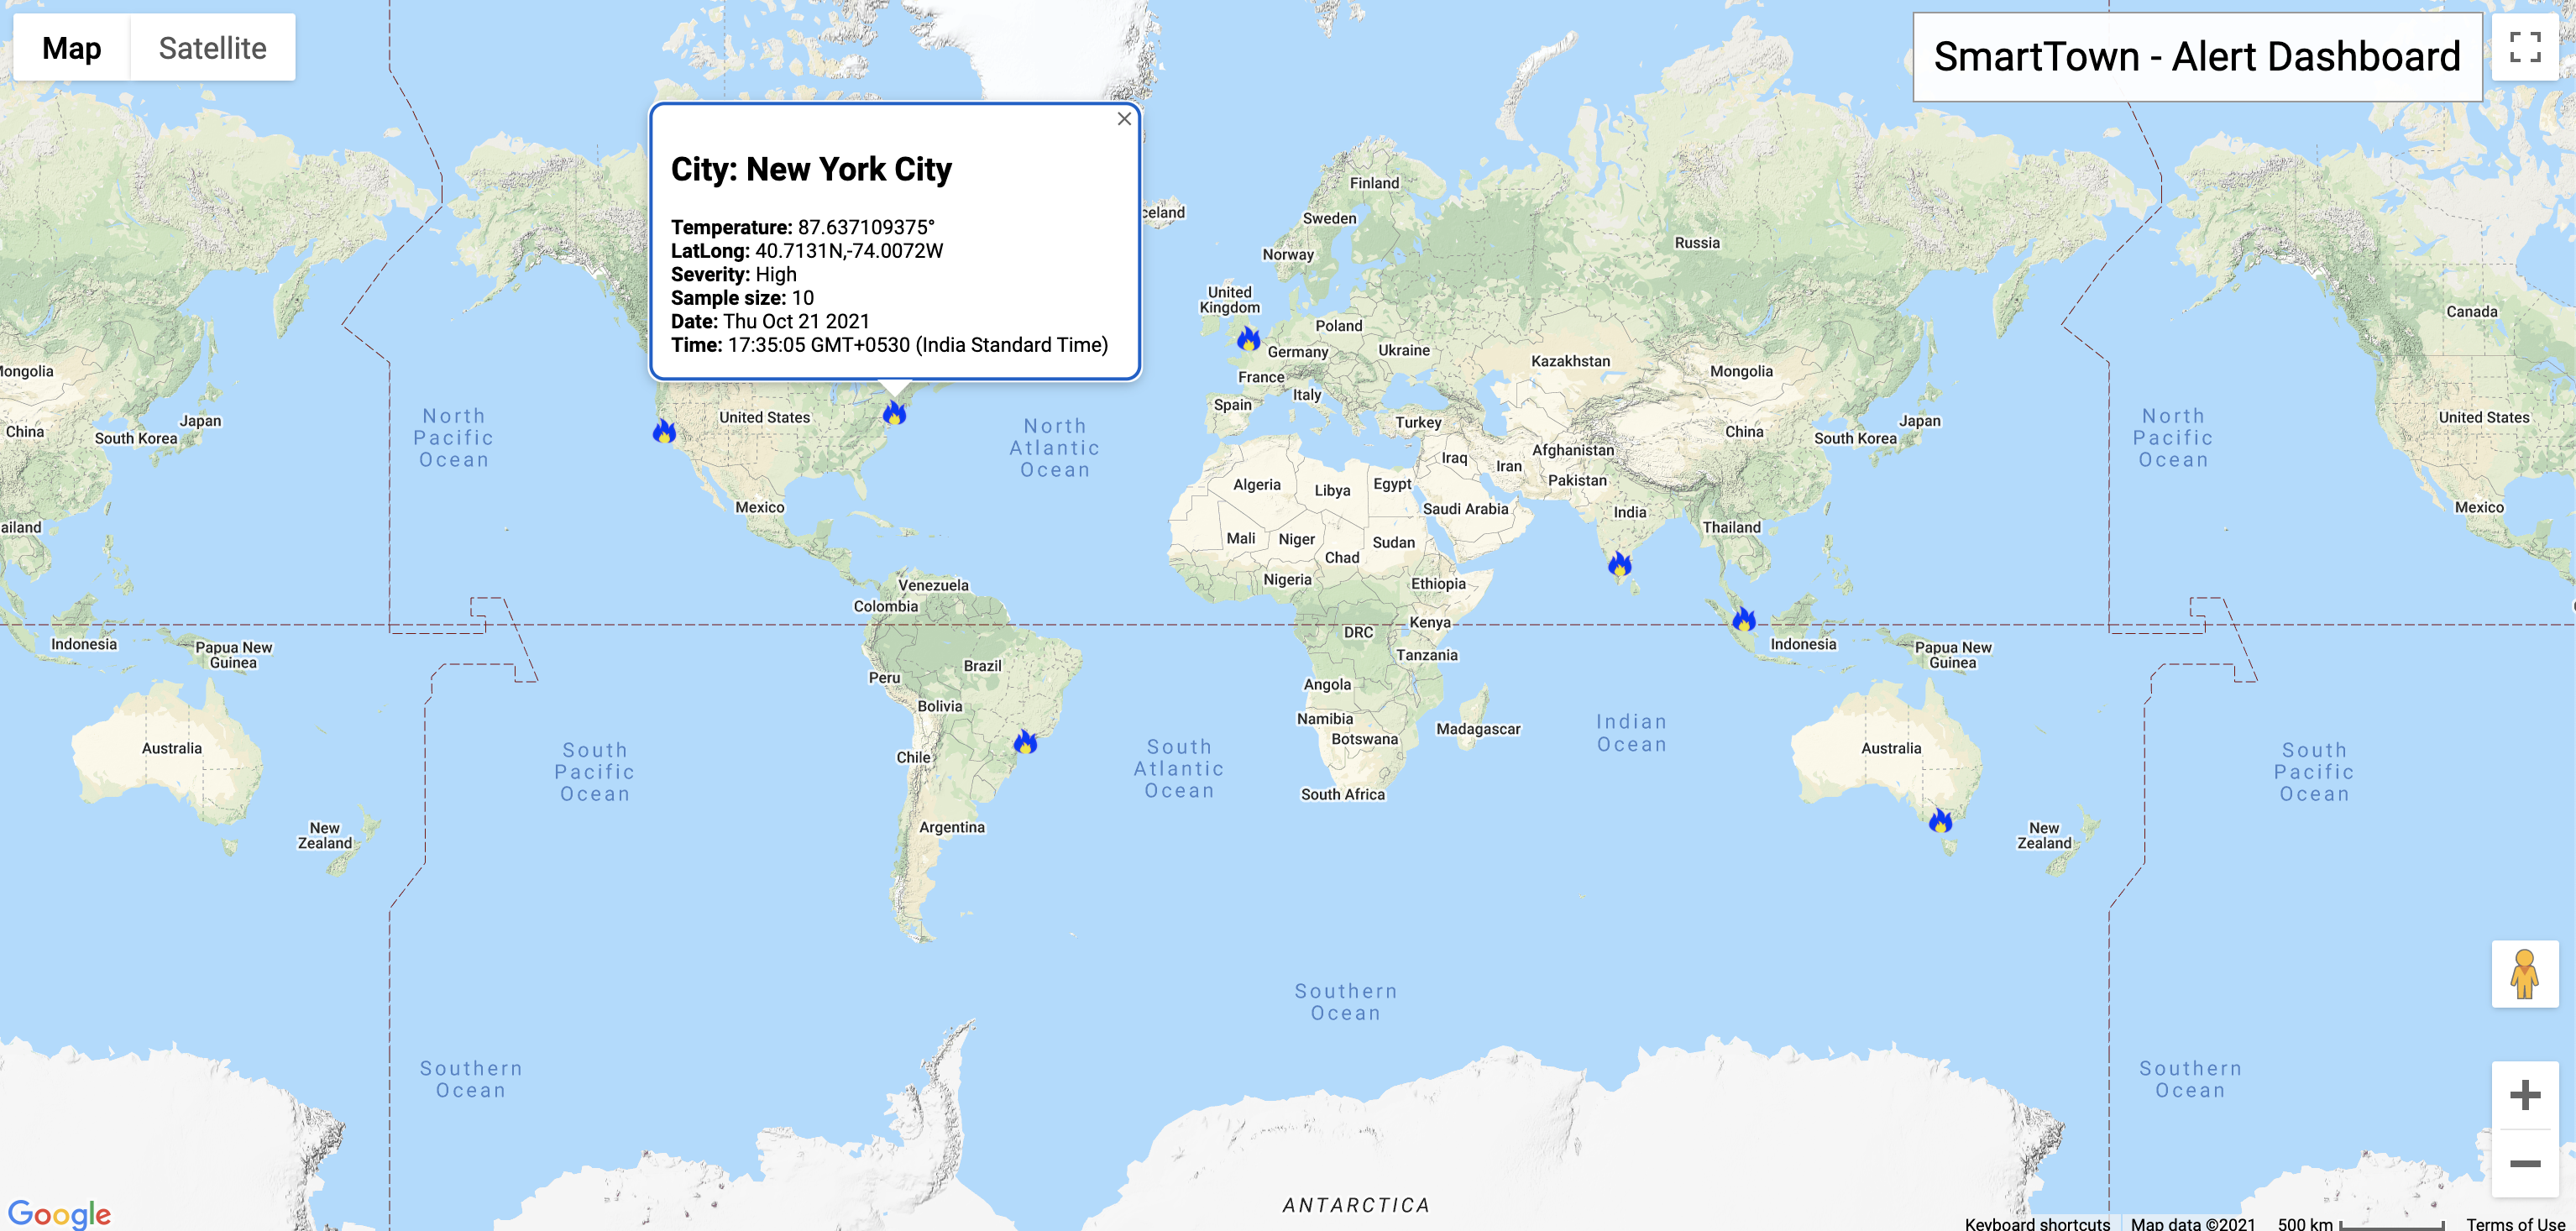 Map
Satellite
SmartTown - Alert Dashboard
City: New York City
Temperature: 87.637109375°
LatLong: 40.7131N,-74.0072W
Severity: High
Sample size: 10
Date: Thu Oct 21 2021
Time: 17:35:05 GMT+0530 (India Standard Time)
Finland
Sweden
Norway
Russia
celand
United
Kingdom
Poland
Germany
Ukraine
France
Italy
Spain
Turkey
Kazakhstan
Mongolia
China
Japan
South Korea
Afghanistan
Iraq
Iran
Pakistan
Algeria
Libya
Egypt
Saudi Arabia
India
Thailand
Mali
Niger
Chad
Sudan
Nigeria
Ethiopia
DRC
Kenya
Tanzania
Angola
Namibia
Botswana
Madagascar
South Africa
Indonesia
Papua New
Guinea
Australia
New
Zealand
Indian
Ocean
Canada
United States
Mexico
North
Pacific
Ocean
South
Pacific
Ocean
Southern
Ocean
Mongolia
China
Japan
South Korea
ailand
Indonesia
Papua New
Guinea
Australia
New
Zealand
North
Pacific
Ocean
South
Pacific
Ocean
Southern
Ocean
United States
Mexico
North
Atlantic
Ocean
Venezuela
Colombia
Brazil
Peru
Bolivia
Chile
Argentina
South
Atlantic
Ocean
Southern
Ocean
ANTARCTICA
Google
Keyboard shortcuts
Map data ©2021
500 km
Terms of Use